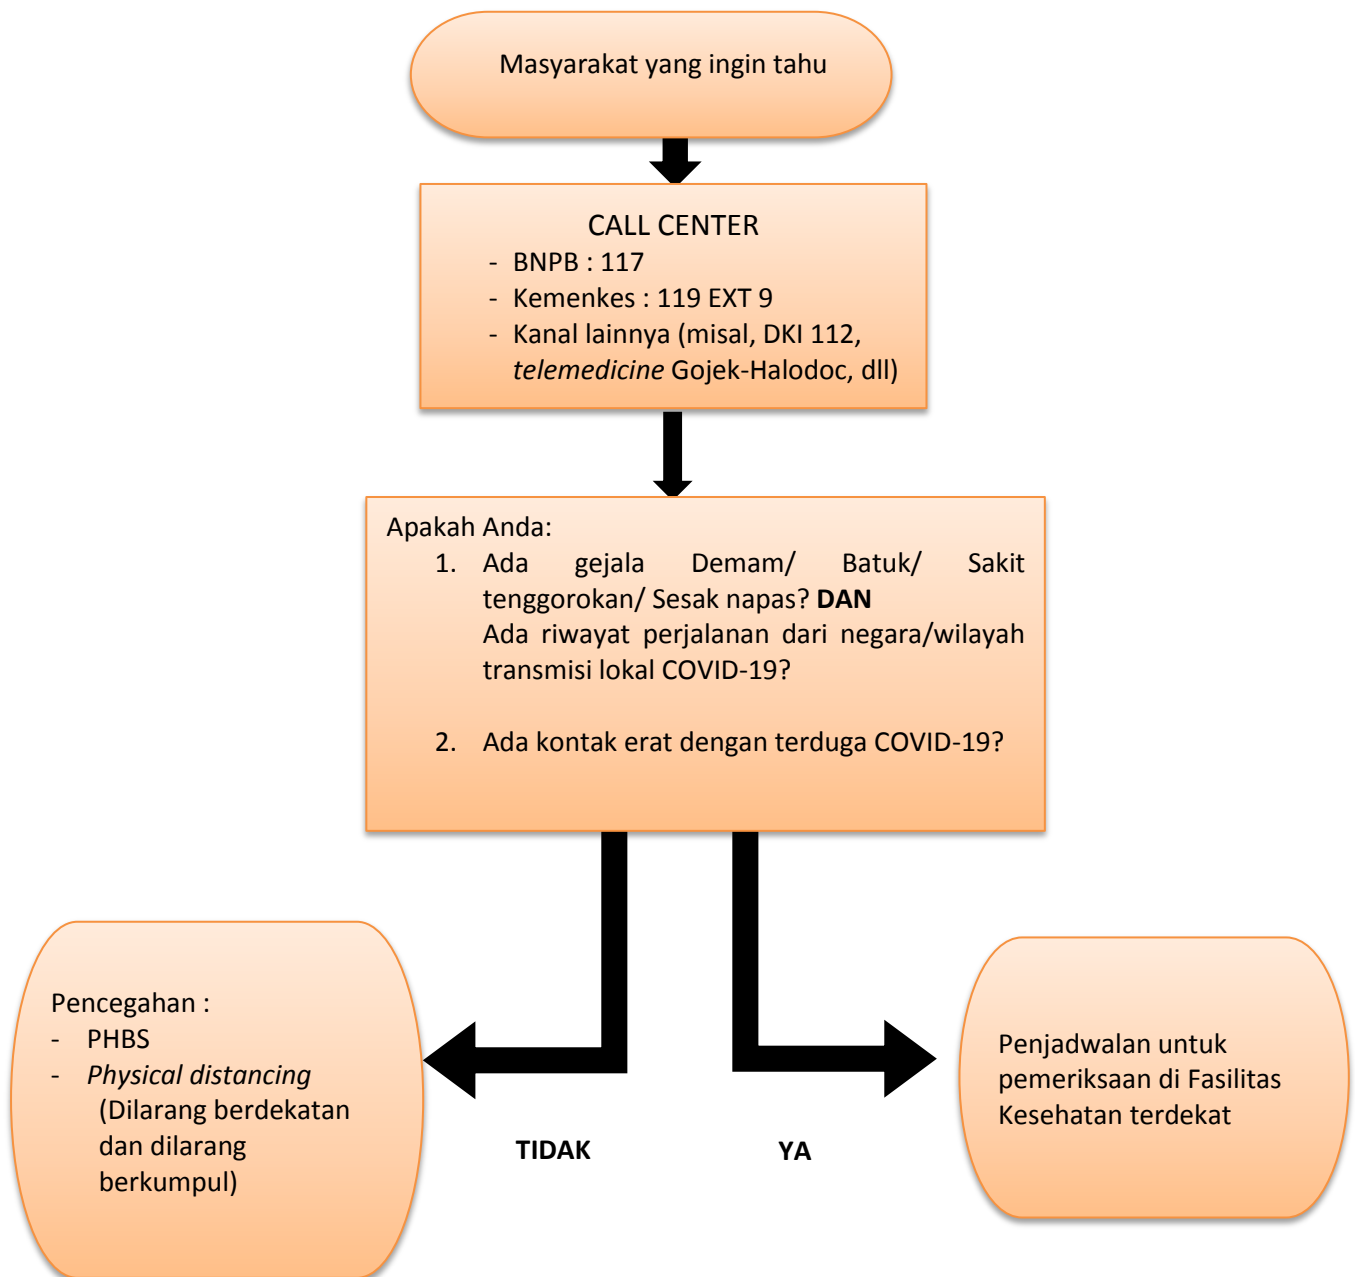 Masyarakat yang ingin tahu
CALL CENTER
- BNPB : 117
- Kemenkes : 119 EXT 9
- Kanal lainnya (misal, DKI 112,
telemedicine Gojek-Halodoc, dll)
Apakah Anda:
1. Ada gejala Demam/ Batuk/ Sakit
tenggorokan/ Sesak napas? DAN
Ada riwayat perjalanan dari negara/wilayah
transmisi lokal COVID-19?
2. Ada kontak erat dengan terduga COVID-19?
Pencegahan :
- PHBS
- Physical distancing
(Dilarang berdekatan
dan dilarang
berkumpul)
TIDAK
YA
Penjadwalan untuk
pemeriksaan di Fasilitas
Kesehatan terdekat